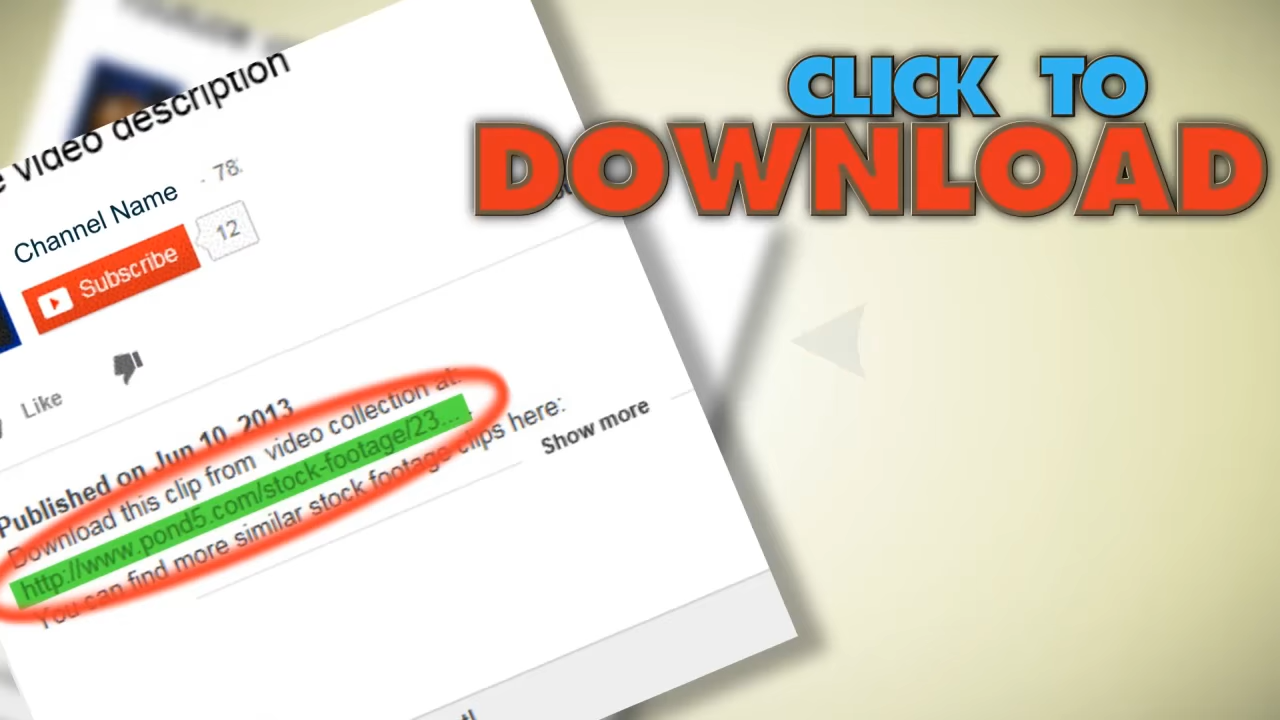 CLICK TO
DOWNLOAD
video description
Channel Name
78
Subscribe
12
Like
Published on Jun 10, 2013
Download this clip from video collection at:
http://www.pond5.com/stock-footage/23...
You can find more similar stock footage clips here:
Show more